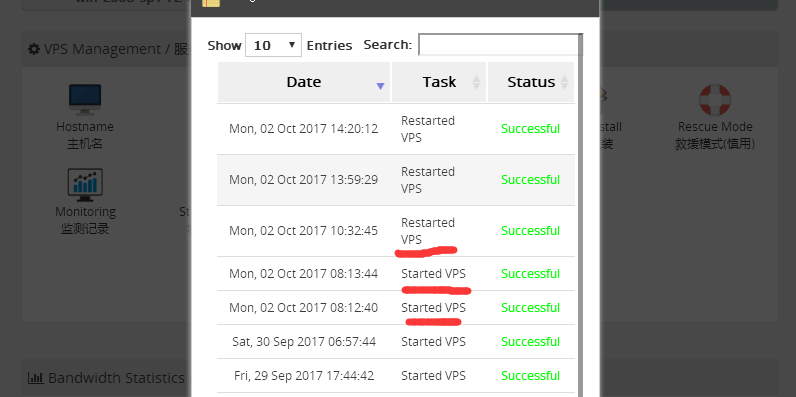 Show 10 Entries Search:
Date Task Status
VPS Management / 服
Hostname
主机名
Monitoring
监测记录
Mon, 02 Oct 2017 14:20:12 Restarted VPS Successful
Mon, 02 Oct 2017 13:59:29 Restarted VPS Successful
Mon, 02 Oct 2017 10:32:45 Restarted VPS Successful
Mon, 02 Oct 2017 08:13:44 Started VPS Successful
Mon, 02 Oct 2017 08:12:40 Started VPS Successful
Sat, 30 Sep 2017 06:57:44 Started VPS Successful
Fri, 29 Sep 2017 17:44:42 Started VPS Successful
stall
装
Rescue Mode
救援模式(慎用)
Bandwidth Statistics